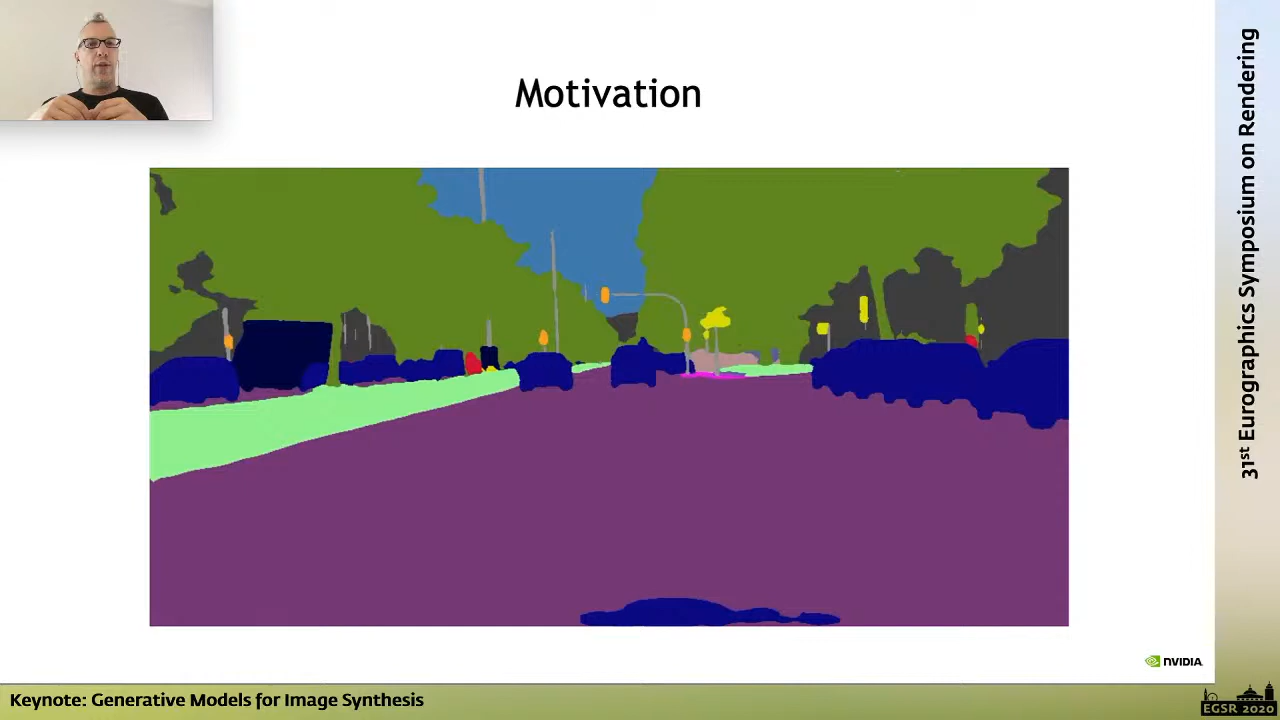 Motivation
31st Eurographics Symposium on Rendering
NVIDIA.
Keynote: Generative Models for Image Synthesis
EGSR 2020